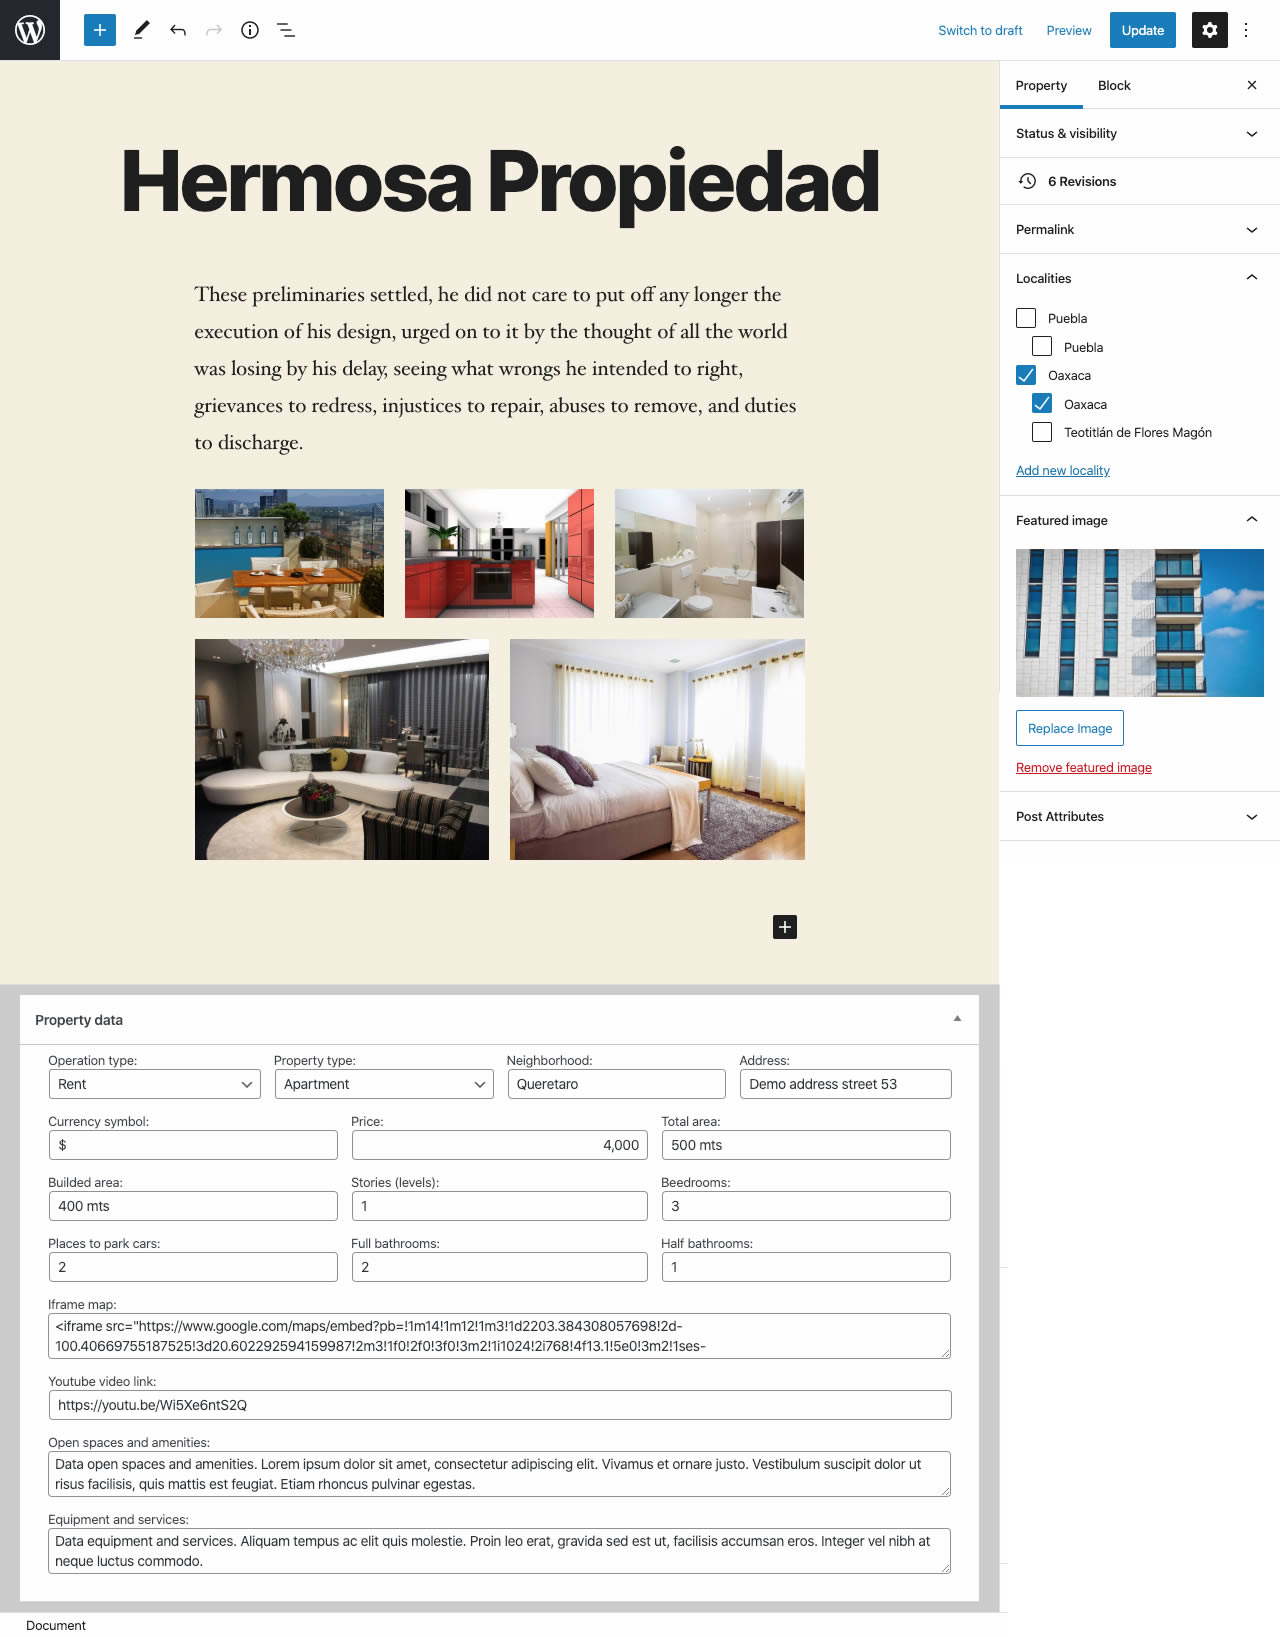 Switch to draft
Preview
Update
Property
Block
Status & visibility
6 Revisions
Permalink
Localities
Puebla
Puebla
Oaxaca
Oaxaca
Teotitlán de Flores Magón
Add new locality
Featured image
Replace Image
Remove featured image
Post Attributes
Hermosa Propiedad
These preliminaries settled, he did not care to put off any longer the
execution of his design, urged on to it by the thought of all the world
was losing by his delay, seeing what wrongs he intended to right,
grievances to redress, injustices to repair, abuses to remove, and duties
to discharge.
Property data
Operation type:
Rent
Property type:
Apartment
Neighborhood:
Queretaro
Address:
Demo address street 53
Currency symbol:
$
Price:
4,000
Total area:
500 mts
Builded area:
400 mts
Stories (levels):
1
Beedrooms:
3
Places to park cars:
2
Full bathrooms:
2
Half bathrooms:
1
Iframe map:
<iframe src="https://www.google.com/maps/embed?pb=!1m14!1m12!1m3!1d2203.384308057698!2d-
100.40669755187525!3d20.602292594159987!2m3!1f0!2f0!3f0!3m2!1i1024!2i768!4f13.1!5e0!3m2!1ses-
Youtube video link:
https://youtu.be/Wi5Xe6ntS2Q
Open spaces and amenities:
Data open spaces and amenities. Lorem ipsum dolor sit amet, consectetur adipiscing elit. Vivamus et ornare justo. Vestibulum suscipit dolor ut
risus facilisis, quis mattis est feugiat. Etiam rhoncus pulvinar egestas.
Equipment and services:
Data equipment and services. Aliquam tempus ac elit quis molestie. Proin leo erat, gravida sed est ut, facilisis accumsan eros. Integer vel nibh at
neque luctus commodo.
Document